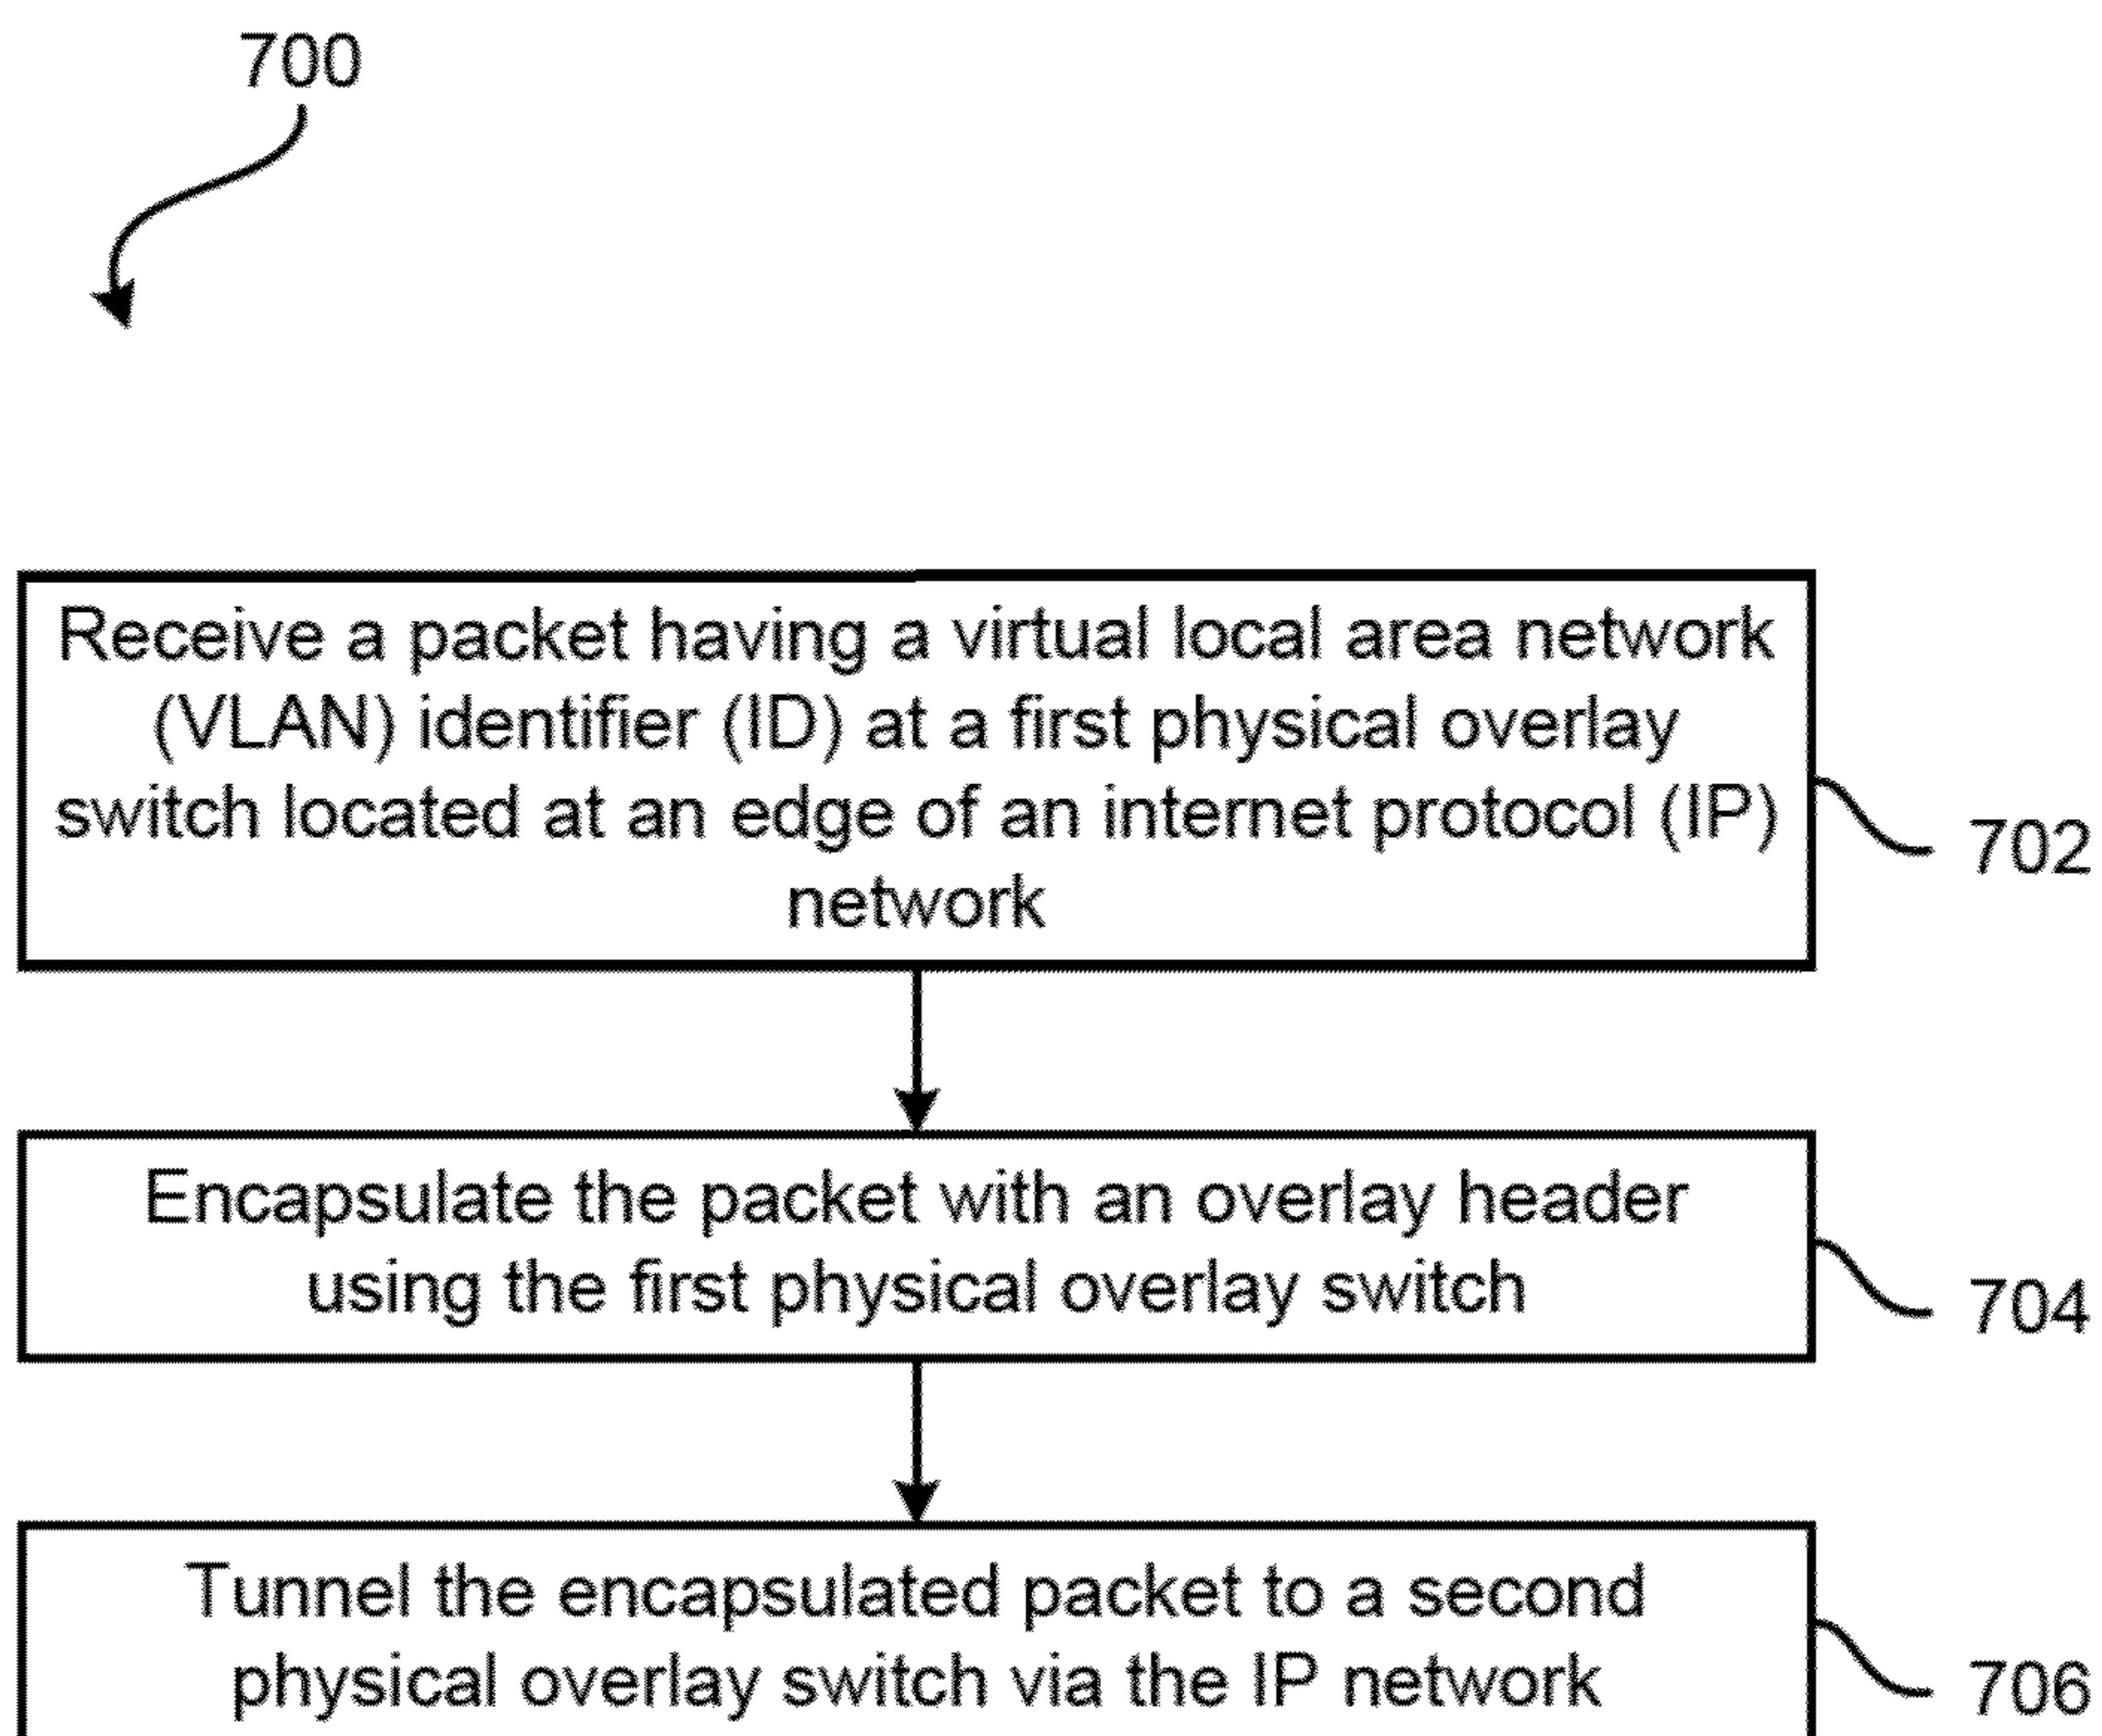 700
Receive a packet having a virtual local area network
(VLAN) identifier (ID) at a first physical overlay
switch located at an edge of an internet protocol (IP)
network
702
Encapsulate the packet with an overlay header
using the first physical overlay switch
704
Tunnel the encapsulated packet to a second
physical overlay switch via the IP network
706